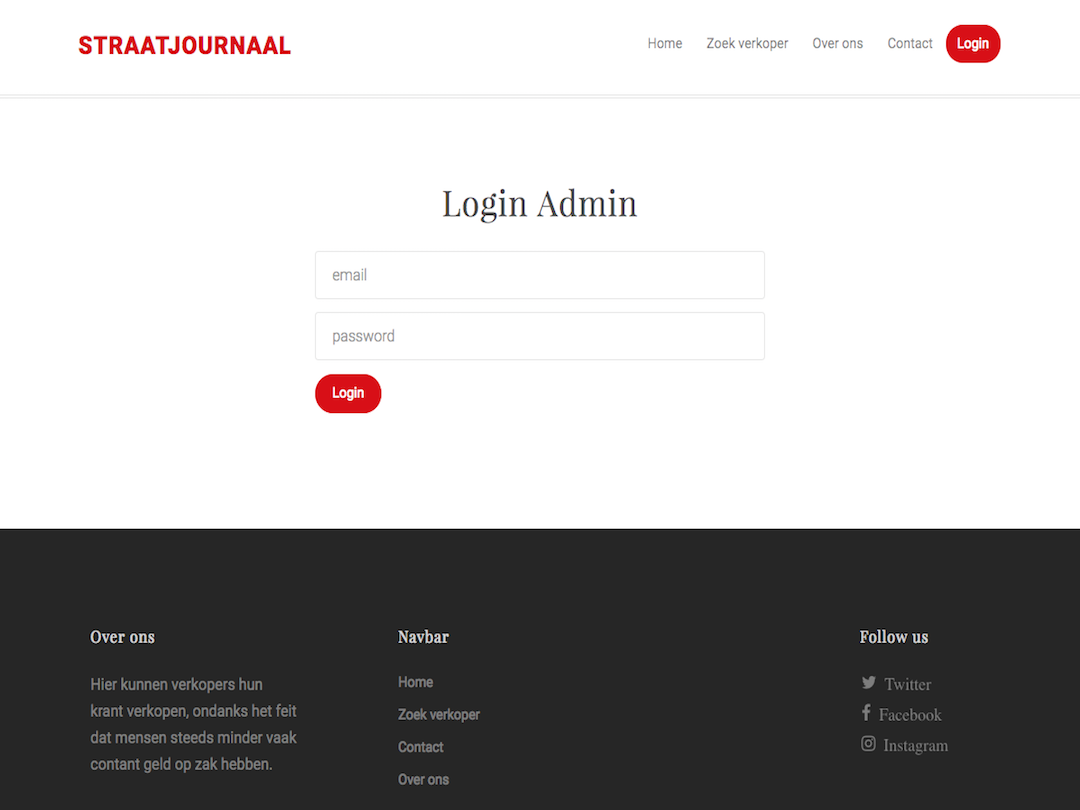 STRAATJOURNAAL
Home Zoek verkoper Over ons Contact Login
Login Admin
email
password
Login
Over ons
Hier kunnen verkopers hun
krant verkopen, ondanks het feit
dat mensen steeds minder vaak
contant geld op zak hebben.
Navbar
Home
Zoek verkoper
Contact
Over ons
Follow us
Twitter
Facebook
Instagram